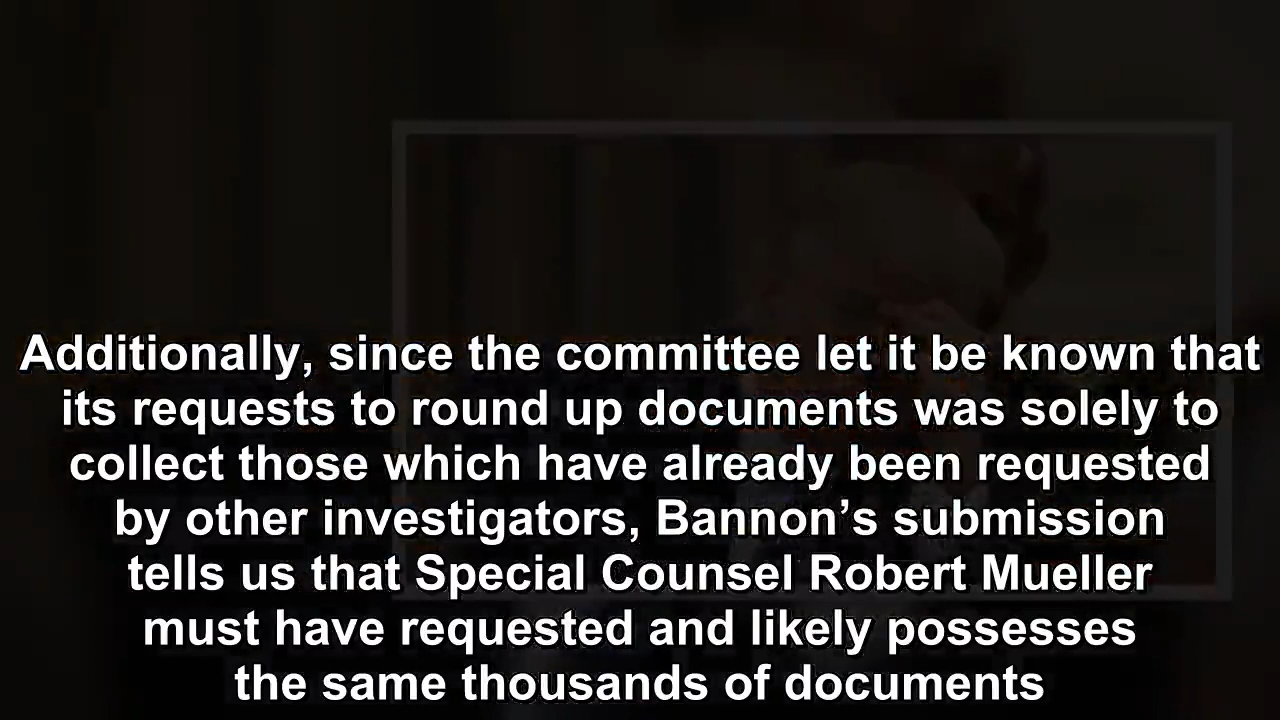 Additionally, since the committee let it be known that
its requests to round up documents was solely to
collect those which have already been requested
by other investigators, Bannon’s submission
tells us that Special Counsel Robert Mueller
must have requested and likely possesses
the same thousands of documents